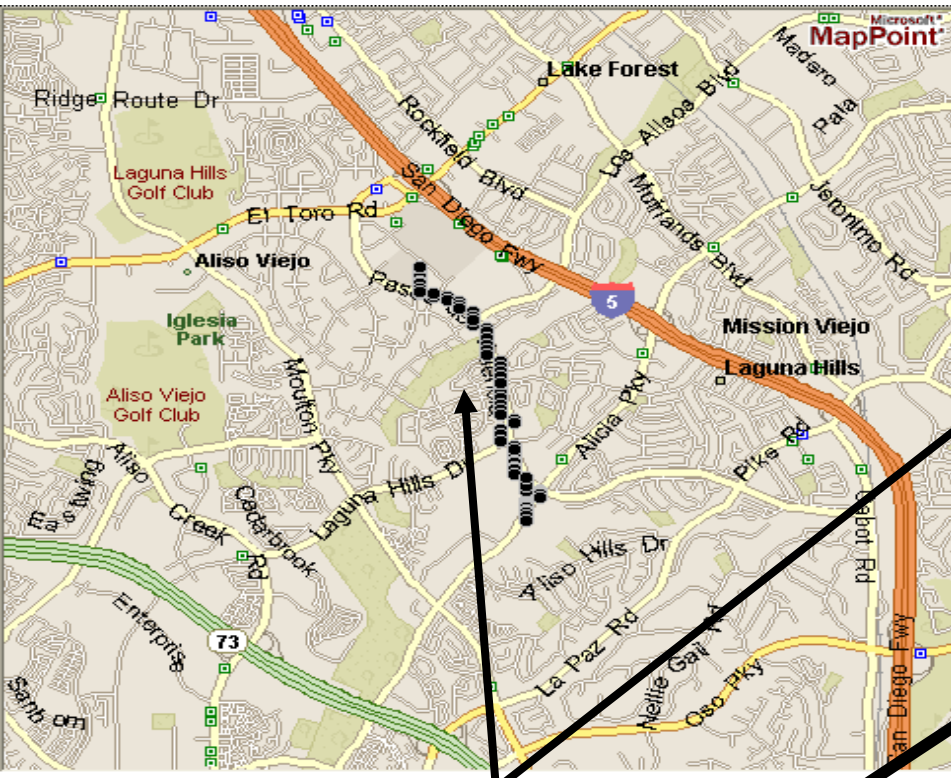 Microsoft®
MapPoint®
Madero
Lake Forest
Ridge Route Dr
Rockfield Blvd
Los Alisos Blvd
Pala
Laguna Hills
Golf Club
San Diego Fwy
Muirlands Blvd
Jeronimo Rd
El Toro Rd
Aliso Viejo
5
Iglesia
Park
Mission Viejo
Laguna Hills
Moulton Pky
Aliso Viejo
Golf Club
Alicia Pky
Pike Rd
Laguna Hills Dr
Aliso Creek Rd
Cedarbrook
Cabot Rd
Aliso Hills Dr
Enterprise
73
La Paz Rd
Nellie Gail Rd
Oso Pky
San Diego Fwy